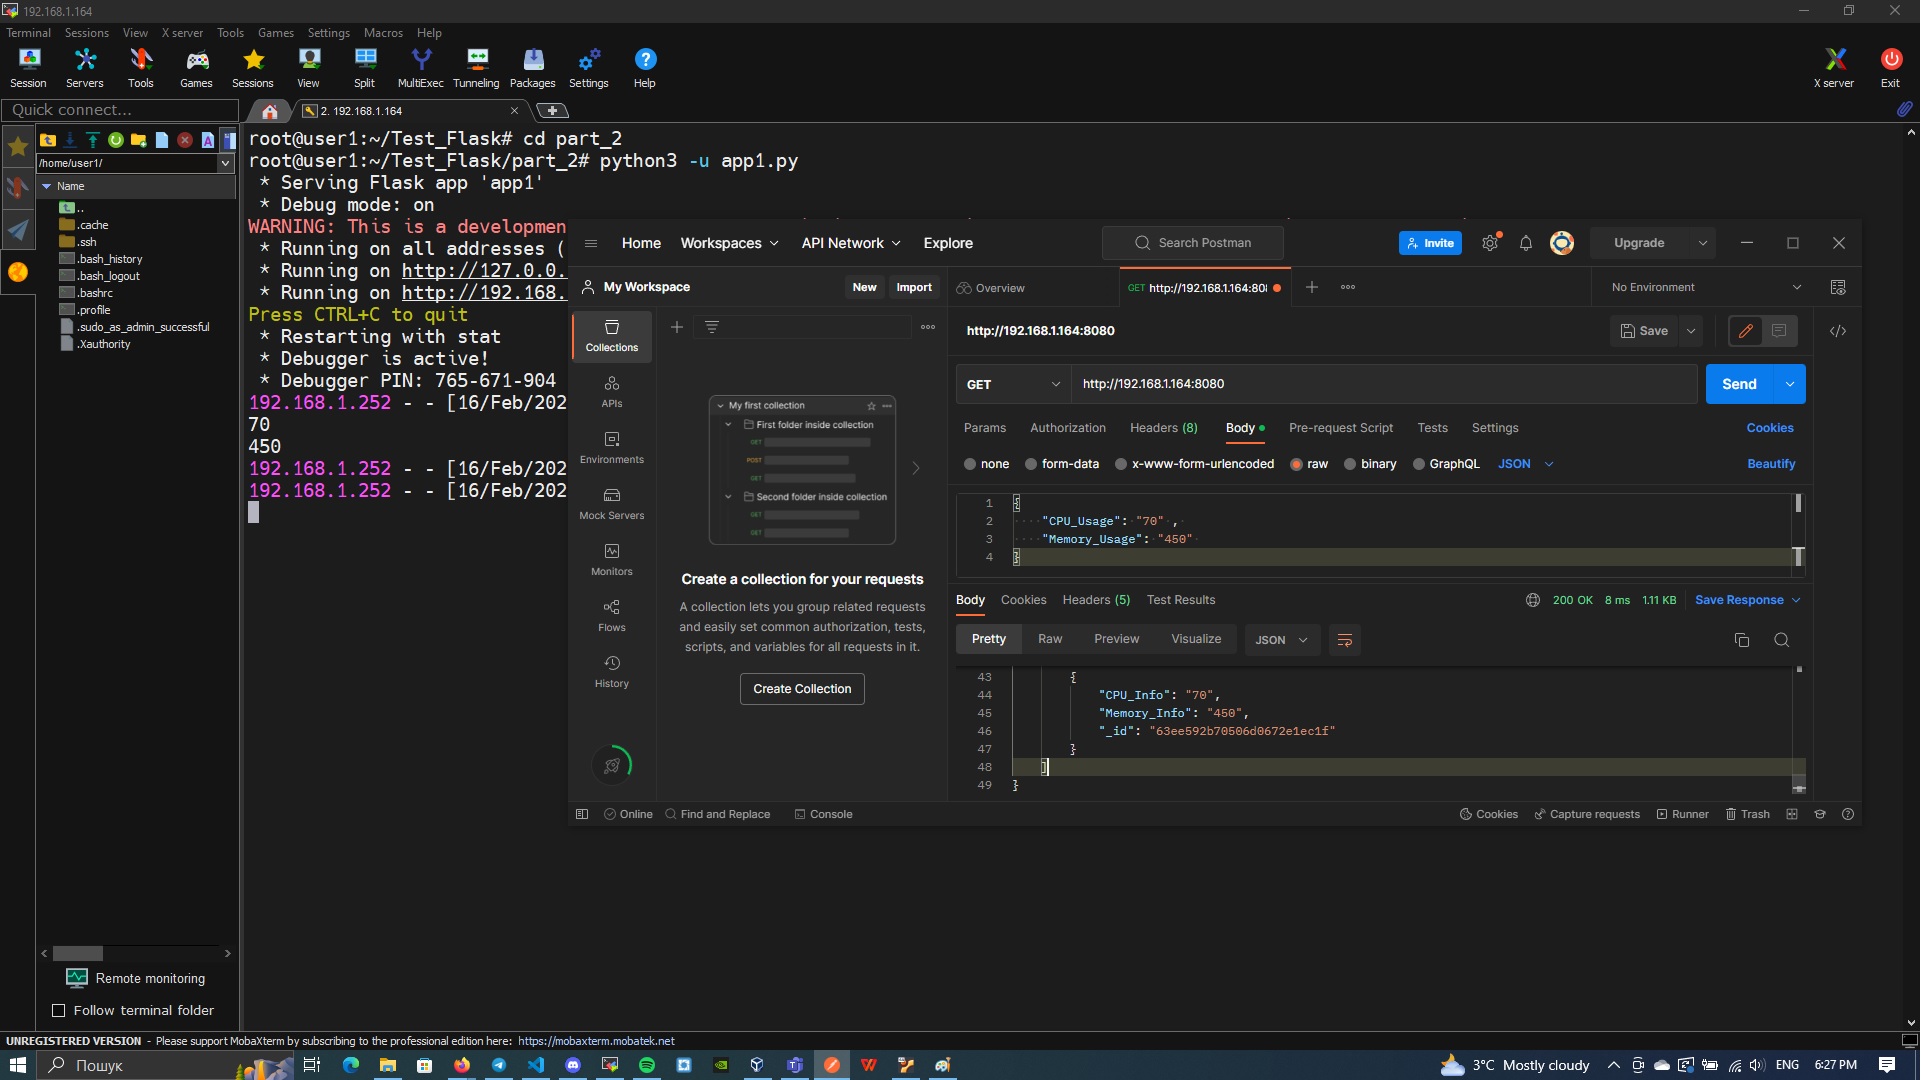 192.168.1.164
Terminal Sessions View X server Tools Games Settings Macros Help
Session Servers Tools Games Sessions View Split MultiExec Tunneling Packages Settings Help X server Exit
Quick connect...
2. 192.168.1.164
/home/user1/
Name
..
.cache
.ssh
.bash_history
.bash_logout
.bashrc
.profile
.sudo_as_admin_successful
.Xauthority
Remote monitoring
Follow terminal folder
root@user1:~/Test_Flask# cd part_2
root@user1:~/Test_Flask/part_2# python3 -u app1.py
* Serving Flask app 'app1'
* Debug mode: on
WARNING: This is a developmen
* Running on all addresses (
* Running on http://127.0.0.
* Running on http://192.168.
Press CTRL+C to quit
* Restarting with stat
* Debugger is active!
* Debugger PIN: 765-671-904
192.168.1.252 - - [16/Feb/202
70
450
192.168.1.252 - - [16/Feb/202
192.168.1.252 - - [16/Feb/202
Home Workspaces API Network Explore
Search Postman
Invite
Upgrade
My Workspace
New Import
Overview
GET http://192.168.1.164:80
No Environment
Collections
APIs
Environments
Mock Servers
Monitors
Flows
History
My first collection
First folder inside collection
GET
POST
GET
Second folder inside collection
GET
GET
Create a collection for your requests
A collection lets you group related requests
and easily set common authorization, tests,
scripts, and variables for all requests in it.
Create Collection
http://192.168.1.164:8080
Save
GET http://192.168.1.164:8080 Send
Params Authorization Headers (8) Body Pre-request Script Tests Settings Cookies
none form-data x-www-form-urlencoded raw binary GraphQL JSON Beautify
1 {
2 "CPU_Usage": "70" ,
3 "Memory_Usage": "450"
4 }
Body Cookies Headers (5) Test Results 200 OK 8 ms 1.11 KB Save Response
Pretty Raw Preview Visualize JSON
43 {
44 "CPU_Info": "70",
45 "Memory_Info": "450",
46 "_id": "63ee592b70506d0672e1ec1f"
47 }
48 ]
49 }
Online Find and Replace Console
Cookies Capture requests Runner Trash
UNREGISTERED VERSION - Please support MobaXterm by subscribing to the professional edition here: https://mobaxterm.mobatek.net
Пошук
3°C Mostly cloudy ENG 6:27 PM